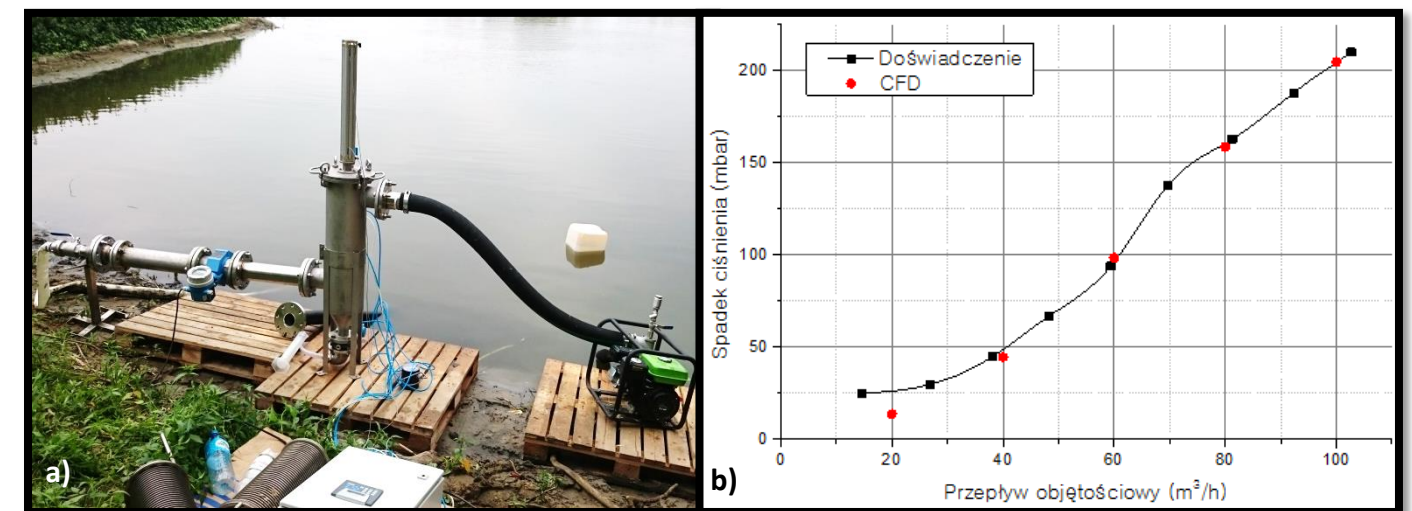 a)
b)
Doświadczenie
CFD
Spadek ciśnienia (mbar)
200
150
100
50
0
0 20 40 60 80 100
Przepływ objętościowy (m³/h)